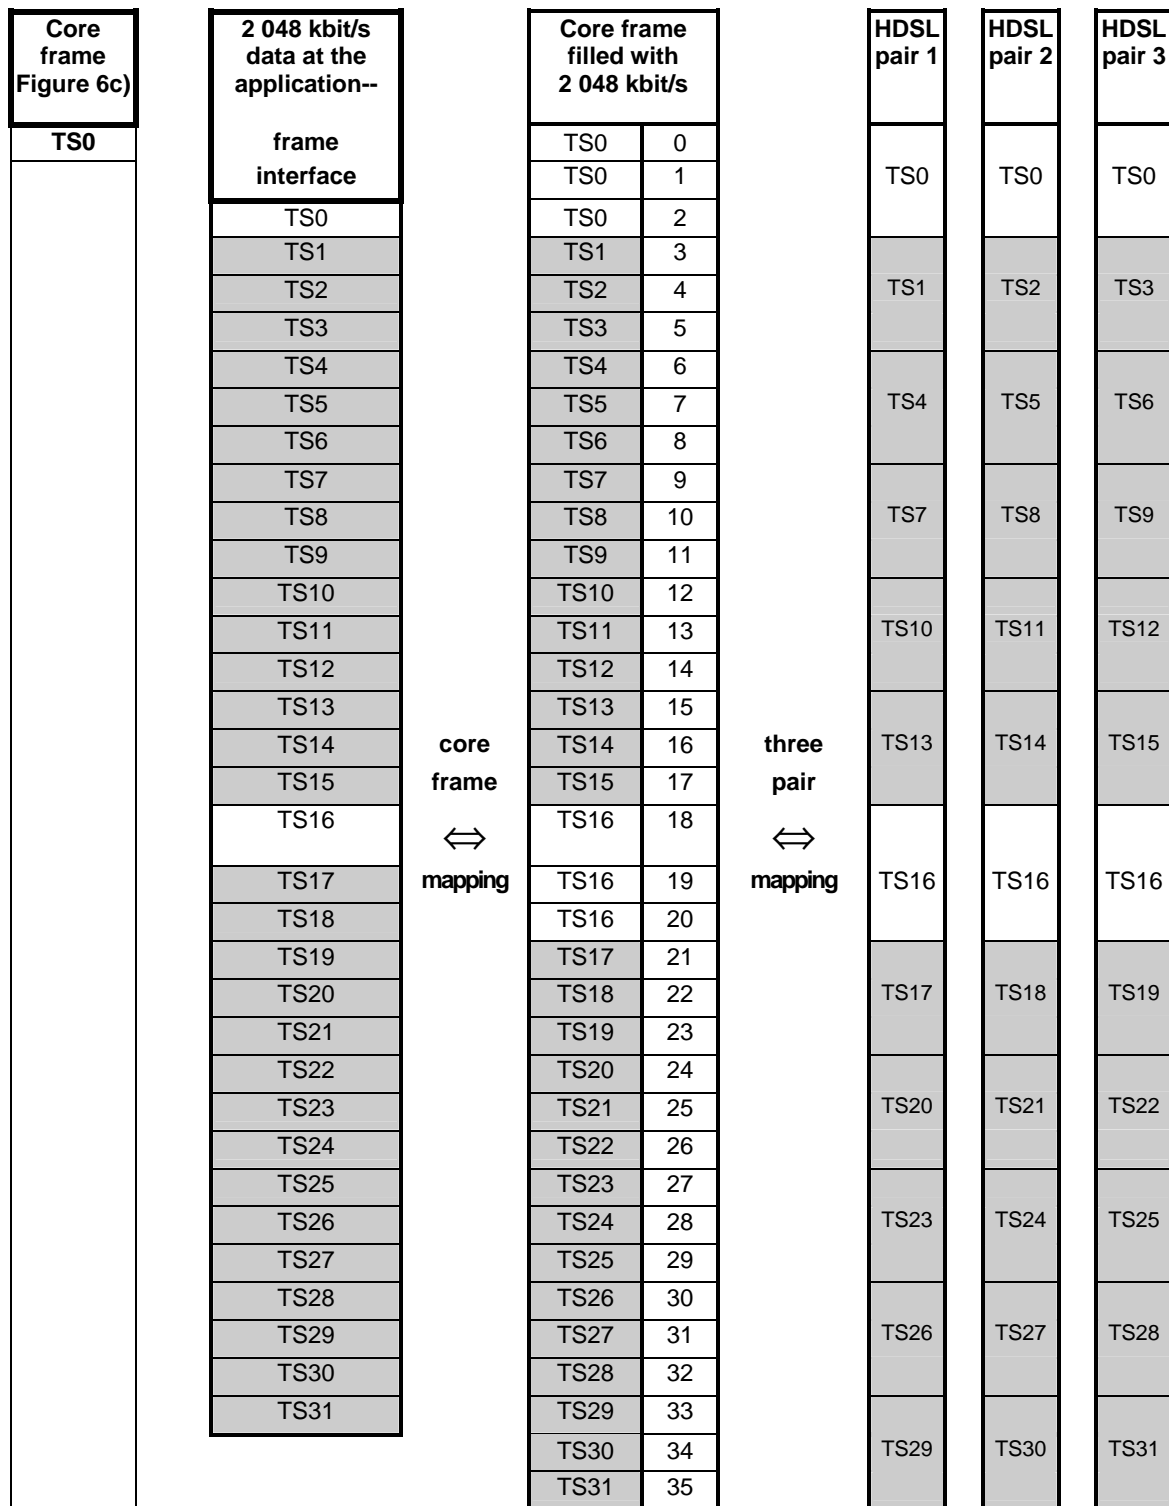 Core frame Figure 6c)
2 048 kbit/s data at the application-- frame interface
Core frame filled with 2 048 kbit/s
HDSL pair 1
HDSL pair 2
HDSL pair 3
TS0
TS0
TS1
TS2
TS3
TS4
TS5
TS6
TS7
TS8
TS9
TS10
TS11
TS12
TS13
TS14
TS15
TS16
TS17
TS18
TS19
TS20
TS21
TS22
TS23
TS24
TS25
TS26
TS27
TS28
TS29
TS30
TS31
core
frame
⇔
mapping
TS0 0
TS0 1
TS0 2
TS1 3
TS2 4
TS3 5
TS4 6
TS5 7
TS6 8
TS7 9
TS8 10
TS9 11
TS10 12
TS11 13
TS12 14
TS13 15
TS14 16
TS15 17
TS16 18
TS16 19
TS16 20
TS17 21
TS18 22
TS19 23
TS20 24
TS21 25
TS22 26
TS23 27
TS24 28
TS25 29
TS26 30
TS27 31
TS28 32
TS29 33
TS30 34
TS31 35
three
pair
⇔
mapping
TS0 TS0 TS0
TS1 TS2 TS3
TS4 TS5 TS6
TS7 TS8 TS9
TS10 TS11 TS12
TS13 TS14 TS15
TS16 TS16 TS16
TS17 TS18 TS19
TS20 TS21 TS22
TS23 TS24 TS25
TS26 TS27 TS28
TS29 TS30 TS31